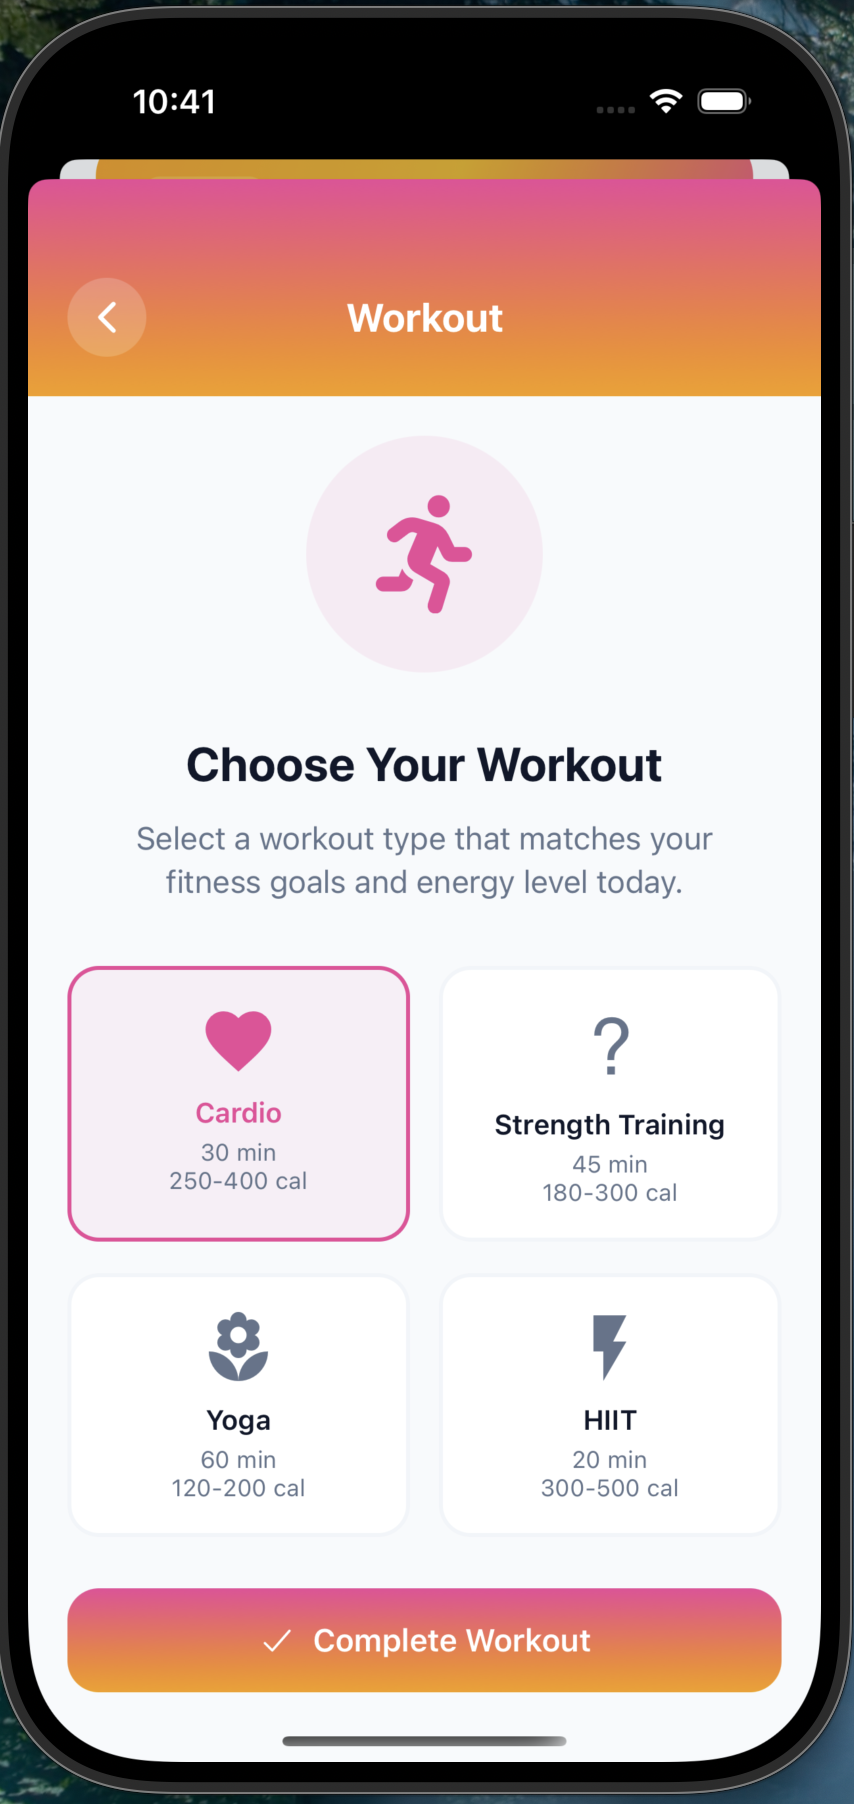 10:41
Workout
Choose Your Workout
Select a workout type that matches your
fitness goals and energy level today.
Cardio
30 min
250-400 cal
?
Strength Training
45 min
180-300 cal
Yoga
60 min
120-200 cal
HIIT
20 min
300-500 cal
Complete Workout